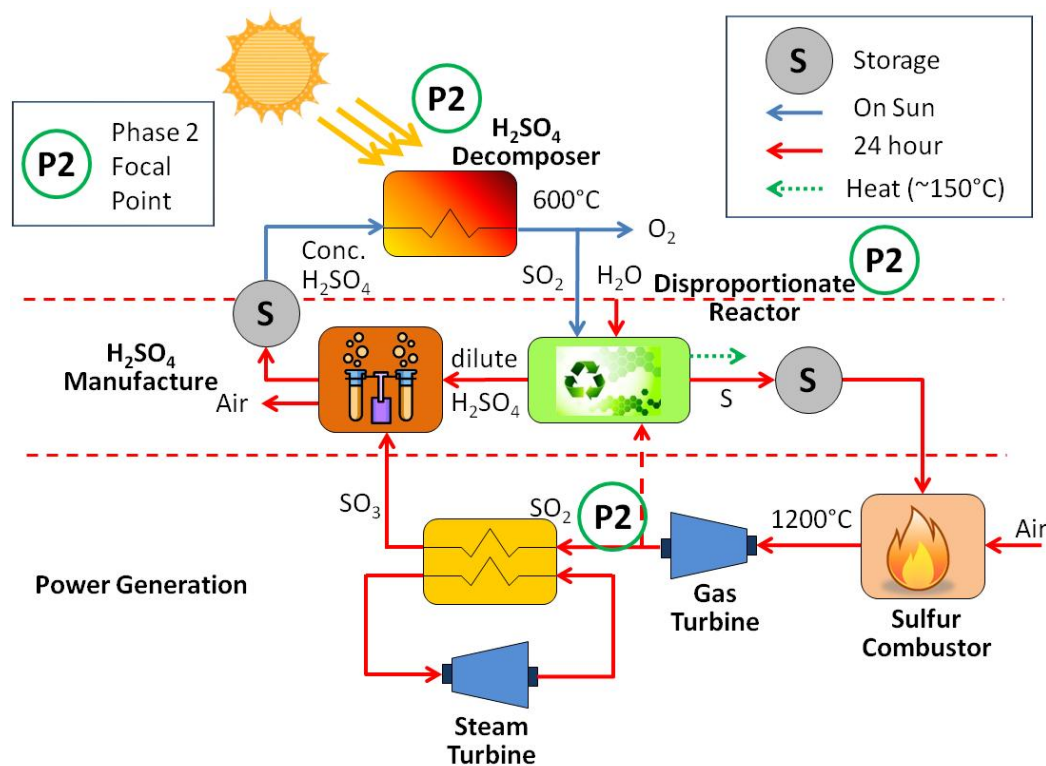 P2
Phase 2
Focal
Point
P2
H₂SO₄
Decomposer
S
Storage
On Sun
24 hour
Heat (~150°C)
600°C
O₂
Conc.
H₂SO₄
SO₂
H₂O
P2
Disproportionate
Reactor
S
H₂SO₄
Manufacture
Air
dilute
H₂SO₄
S
S
SO₃
SO₂
P2
1200°C
Air
Power Generation
Gas
Turbine
Sulfur
Combustor
Steam
Turbine